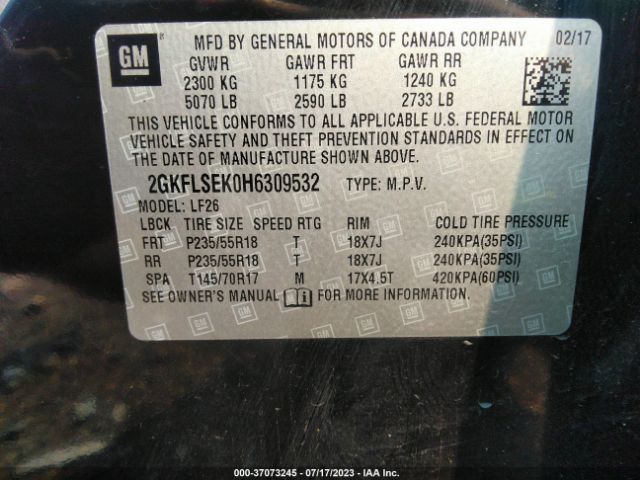 GM ® MFD BY GENERAL MOTORS OF CANADA COMPANY 02/17
GVWR GAWR FRT GAWR RR
2300 KG 1175 KG 1240 KG
5070 LB 2590 LB 2733 LB
THIS VEHICLE CONFORMS TO ALL APPLICABLE U.S. FEDERAL MOTOR
VEHICLE SAFETY AND THEFT PREVENTION STANDARDS IN EFFECT ON
THE DATE OF MANUFACTURE SHOWN ABOVE.
2GKFLSEK0H6309532 TYPE: M.P.V.
MODEL: LF26
LBCK TIRE SIZE SPEED RTG RIM COLD TIRE PRESSURE
FRT P235/55R18 T 18X7J 240KPA(35PSI)
RR P235/55R18 T 18X7J 240KPA(35PSI)
SPA T145/70R17 M 17X4.5T 420KPA(60PSI)
SEE OWNER'S MANUAL FOR MORE INFORMATION.
000-37073245 - 07/17/2023 - IAA Inc.